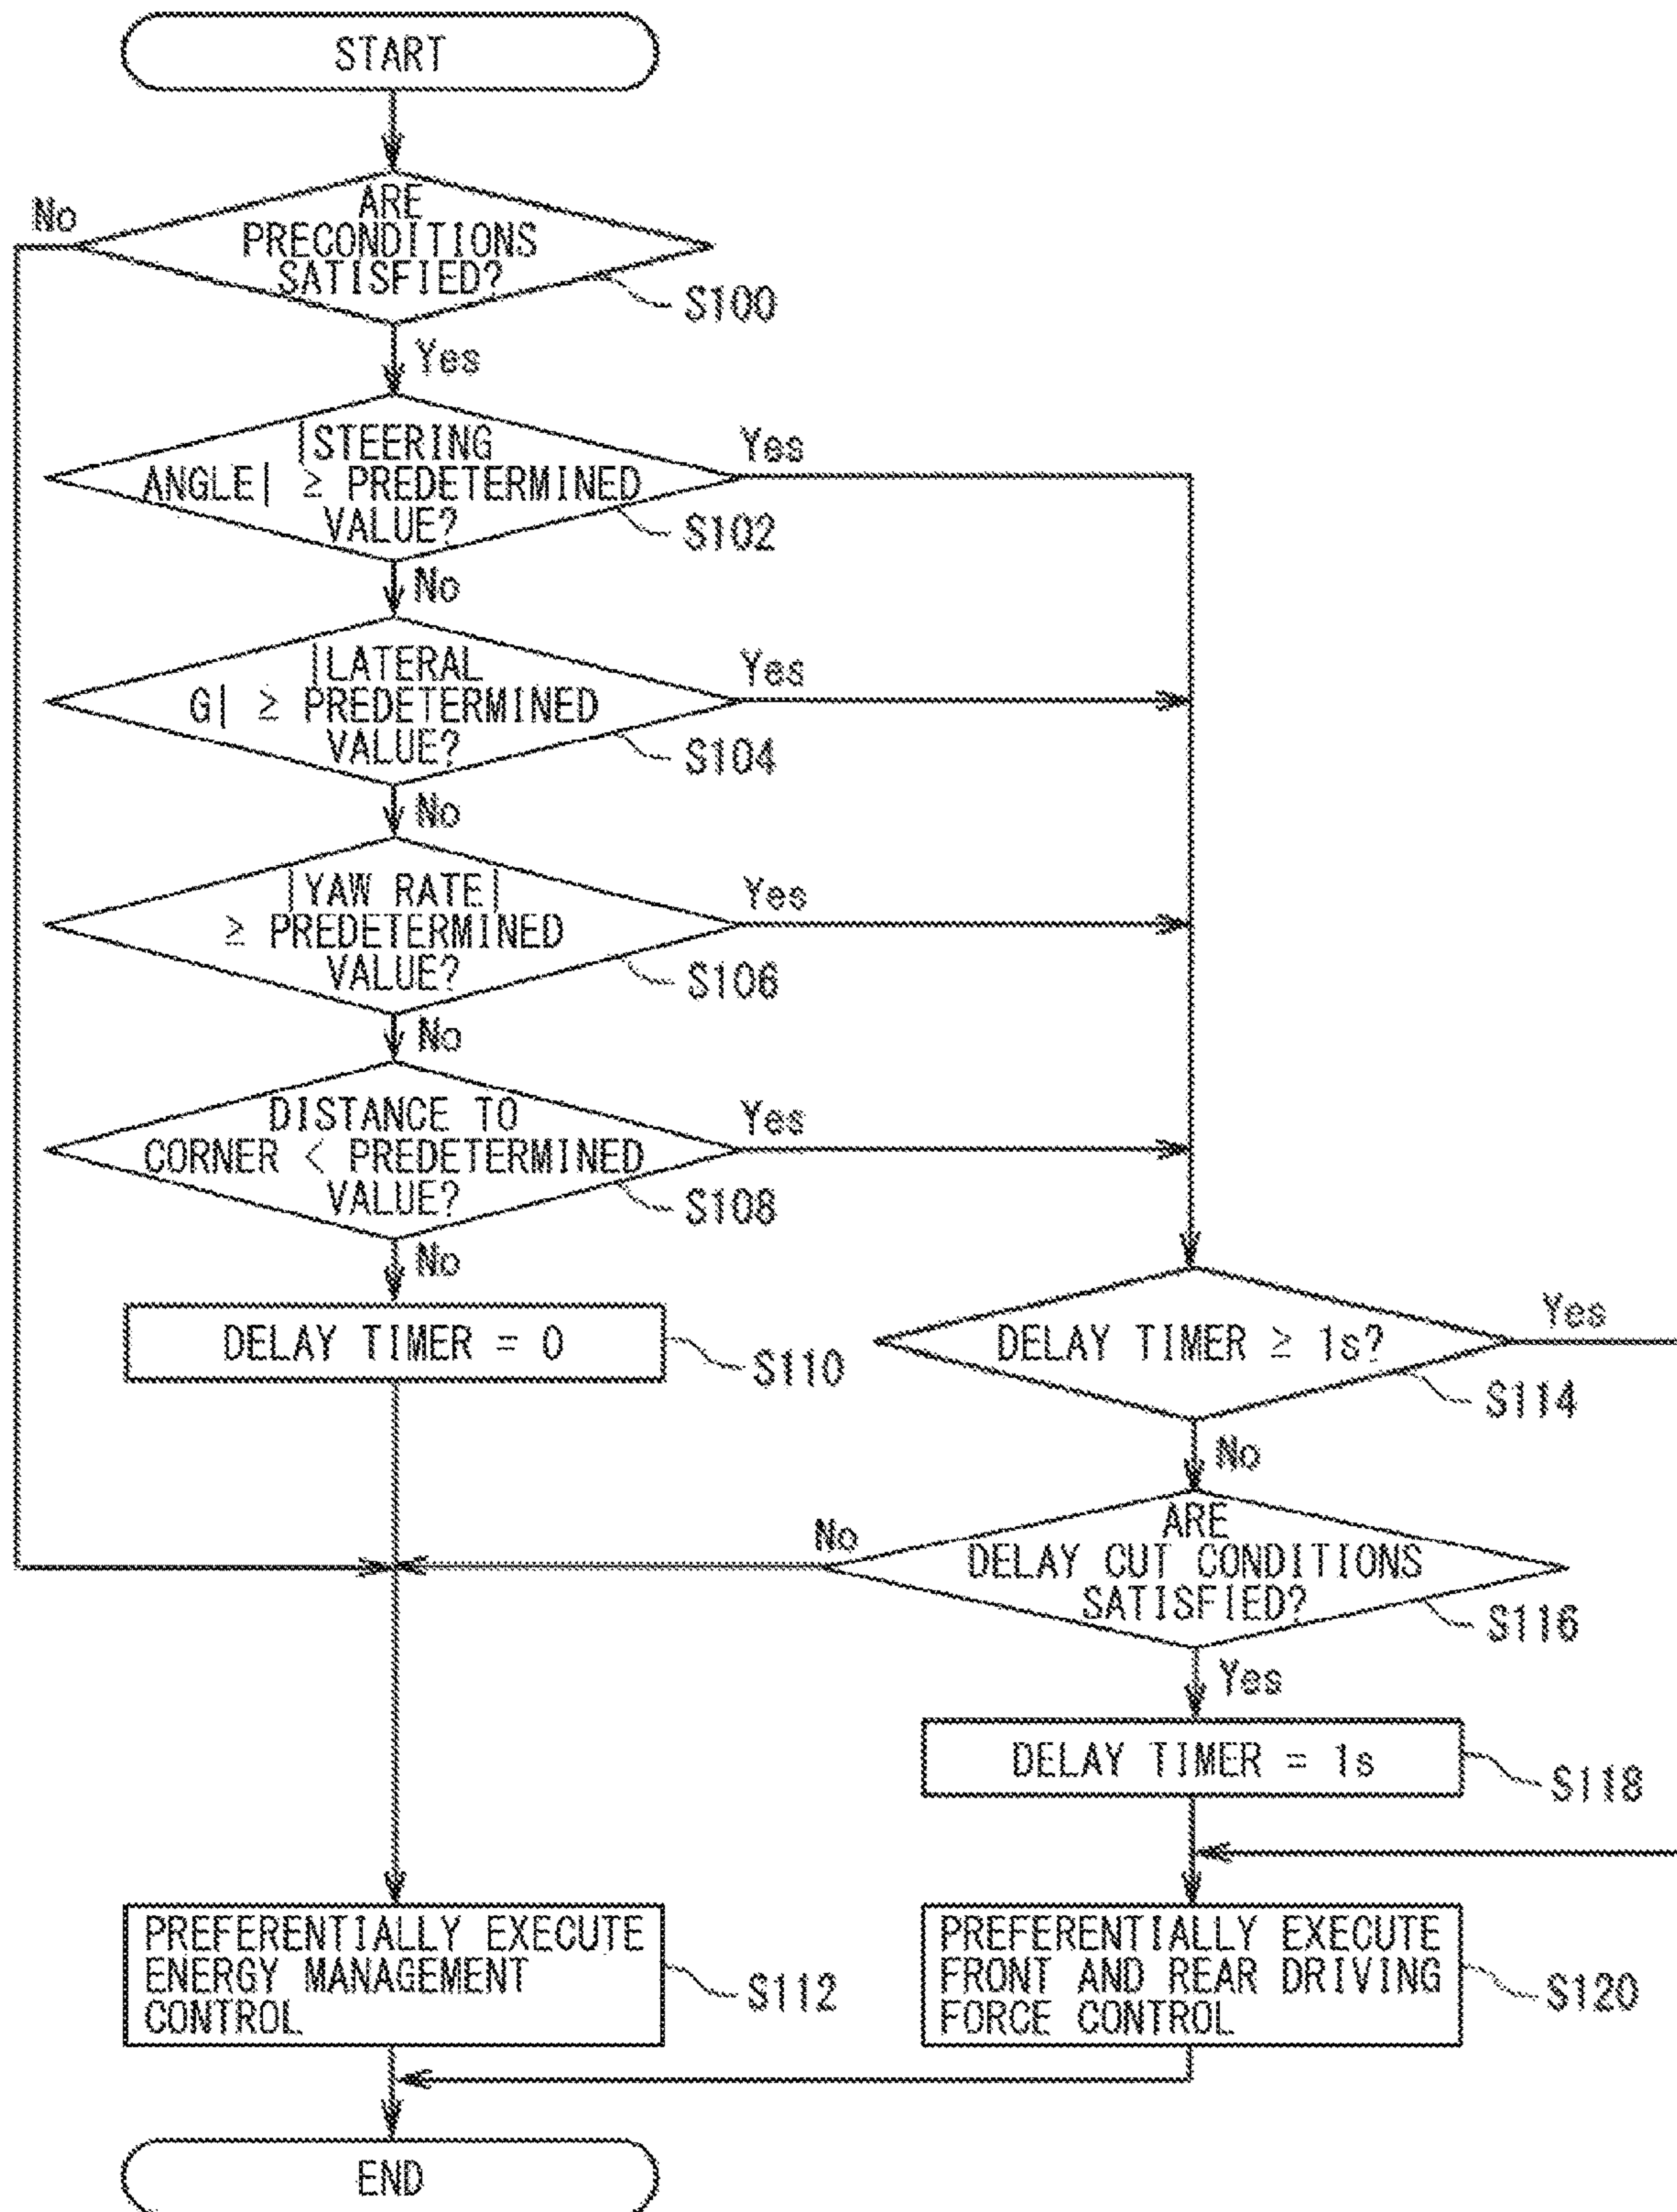 START
No
ARE
PRECONDITIONS
SATISFIED?
S100
Yes
|STEERING
ANGLE| ≥ PREDETERMINED
VALUE?
Yes
S102
No
|LATERAL
G| ≥ PREDETERMINED
VALUE?
Yes
S104
No
|YAW RATE|
≥ PREDETERMINED
VALUE?
Yes
S106
No
DISTANCE TO
CORNER < PREDETERMINED
VALUE?
Yes
S108
No
DELAY TIMER = 0
S110
DELAY TIMER ≥ 1s?
Yes
S114
No
No
ARE
DELAY CUT CONDITIONS
SATISFIED?
S116
Yes
DELAY TIMER = 1s
S118
PREFERENTIALLY EXECUTE
ENERGY MANAGEMENT
CONTROL
S112
PREFERENTIALLY EXECUTE
FRONT AND REAR DRIVING
FORCE CONTROL
S120
END